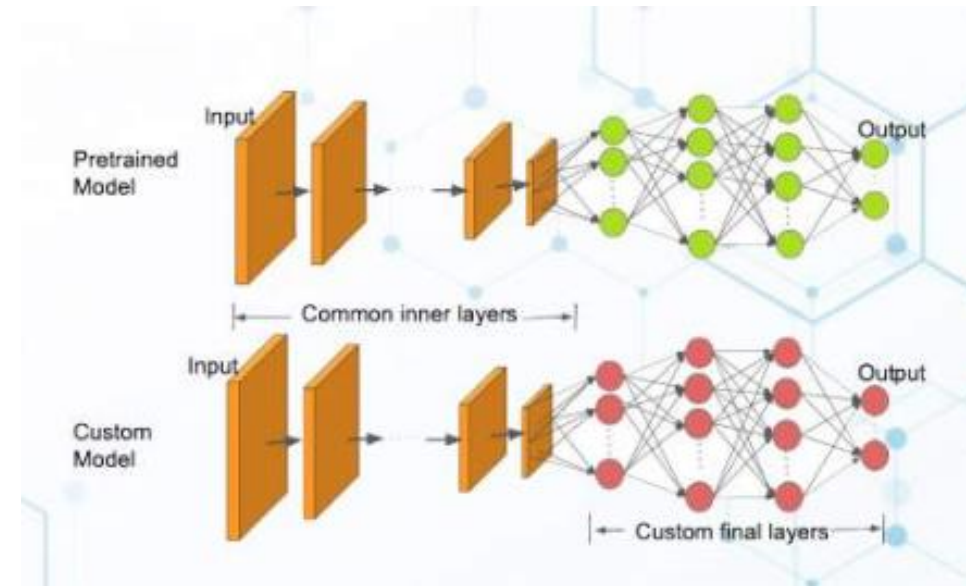 Input
Pretrained
Model
Output
Common inner layers
Input
Custom
Model
Output
Custom final layers